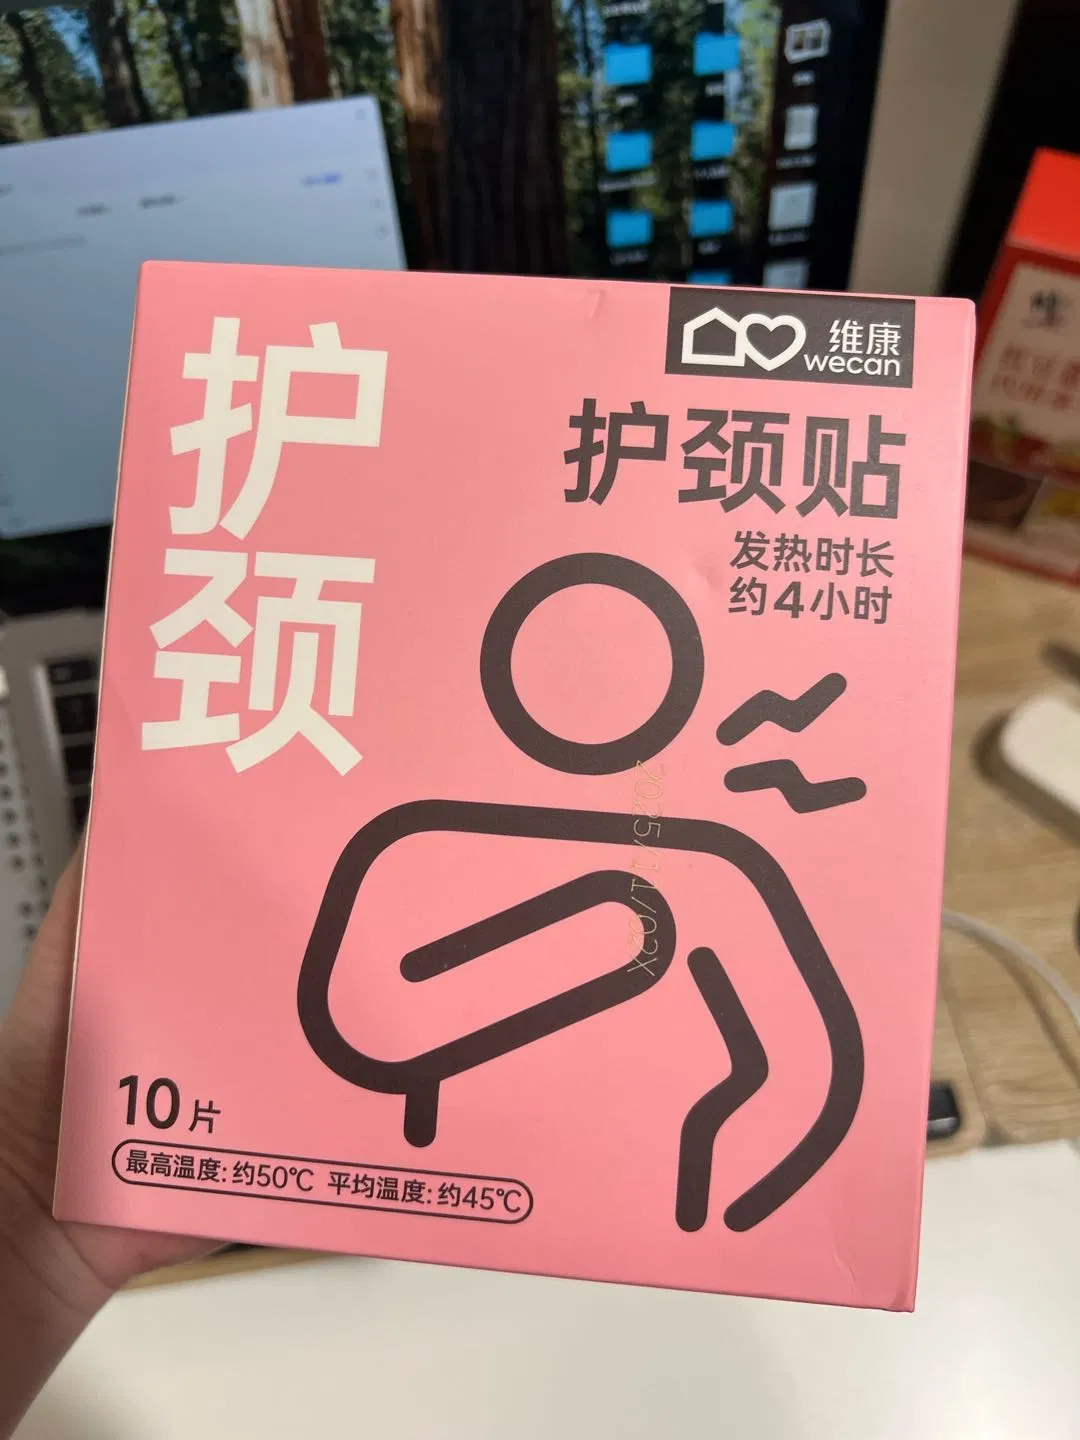 护
颈
维康
wecan
护颈贴
发热时长
约4小时
2025/11/02X
10片
最高温度:约50℃ 平均温度:约45℃